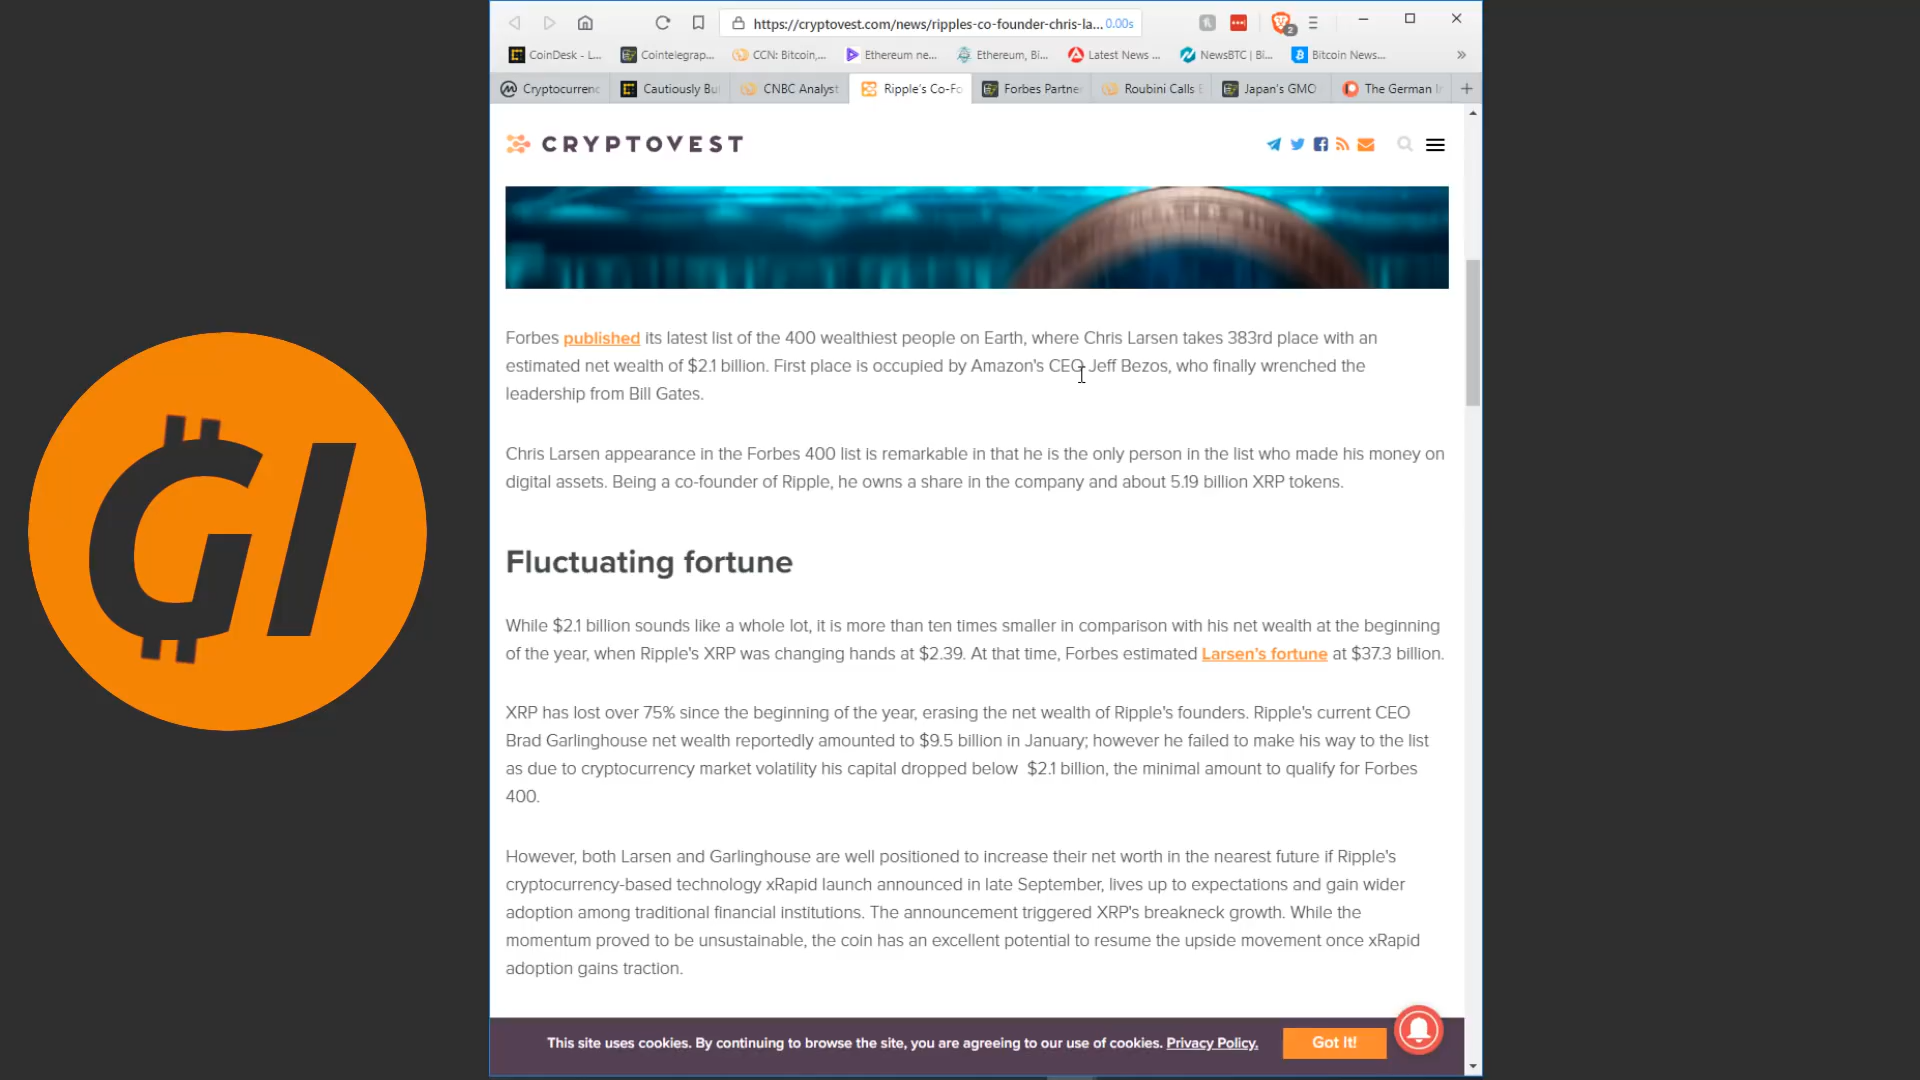 https://cryptovest.com/news/ripples-co-founder-chris-la... 0.00s
2
CoinDesk - L... Cointelegrap... CCN: Bitcoin,... Ethereum ne... Ethereum, Bi... Latest News ... NewsBTC | Bi... Bitcoin News... »
Cryptocurrenc Cautiously Bu CNBC Analyst Ripple's Co-Fo Forbes Partne Roubini Calls Japan's GMO The German I
CRYPTOVEST
Forbes published its latest list of the 400 wealthiest people on Earth, where Chris Larsen takes 383rd place with an
estimated net wealth of $2.1 billion. First place is occupied by Amazon's CEO Jeff Bezos, who finally wrenched the
leadership from Bill Gates.
Chris Larsen appearance in the Forbes 400 list is remarkable in that he is the only person in the list who made his money on
digital assets. Being a co-founder of Ripple, he owns a share in the company and about 5.19 billion XRP tokens.
GI
Fluctuating fortune
While $2.1 billion sounds like a whole lot, it is more than ten times smaller in comparison with his net wealth at the beginning
of the year, when Ripple's XRP was changing hands at $2.39. At that time, Forbes estimated Larsen's fortune at $37.3 billion.
XRP has lost over 75% since the beginning of the year, erasing the net wealth of Ripple's founders. Ripple's current CEO
Brad Garlinghouse net wealth reportedly amounted to $9.5 billion in January; however he failed to make his way to the list
as due to cryptocurrency market volatility his capital dropped below $2.1 billion, the minimal amount to qualify for Forbes
400.
However, both Larsen and Garlinghouse are well positioned to increase their net worth in the nearest future if Ripple's
cryptocurrency-based technology xRapid launch announced in late September, lives up to expectations and gain wider
adoption among traditional financial institutions. The announcement triggered XRP's breakneck growth. While the
momentum proved to be unsustainable, the coin has an excellent potential to resume the upside movement once xRapid
adoption gains traction.
This site uses cookies. By continuing to browse the site, you are agreeing to our use of cookies. Privacy Policy. Got It!